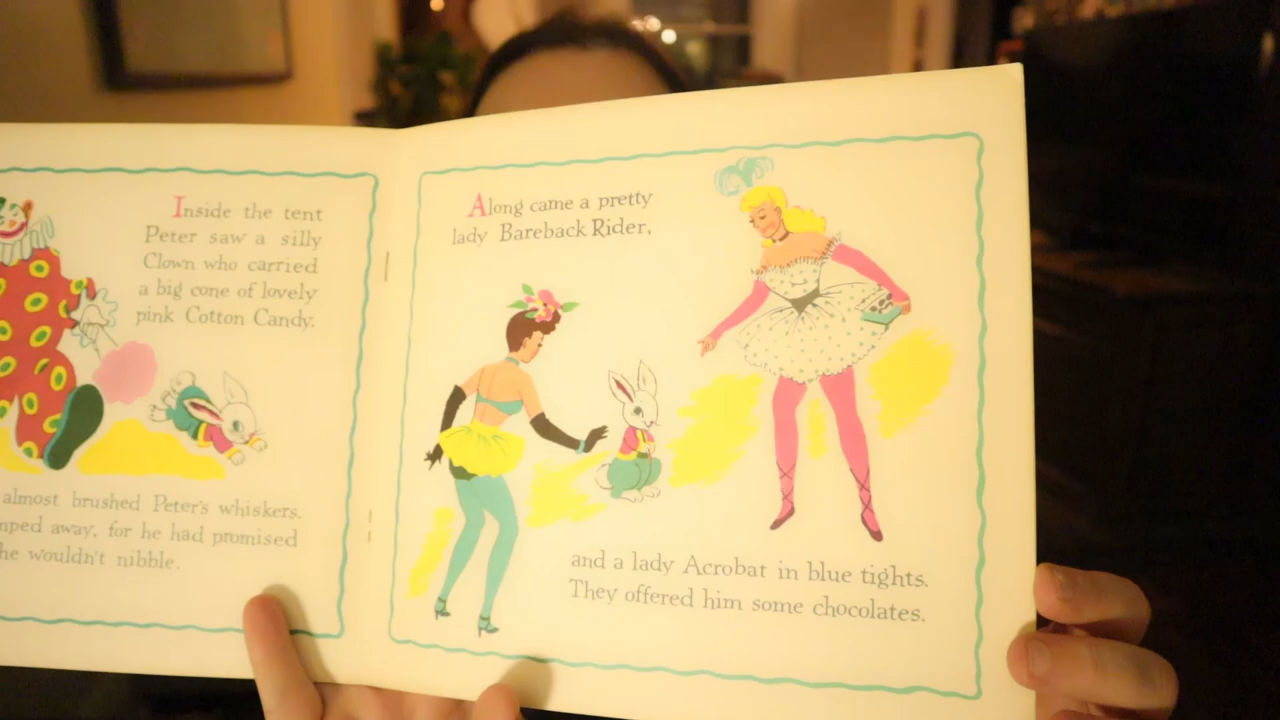 Inside the tent
Peter saw a silly
Clown who carried
a big cone of lovely
pink Cotton Candy.
almost brushed Peter's whiskers.
away, for he had promised
he wouldn't nibble.
Along came a pretty
lady Bareback Rider,
and a lady Acrobat in blue tights.
They offered him some chocolates.